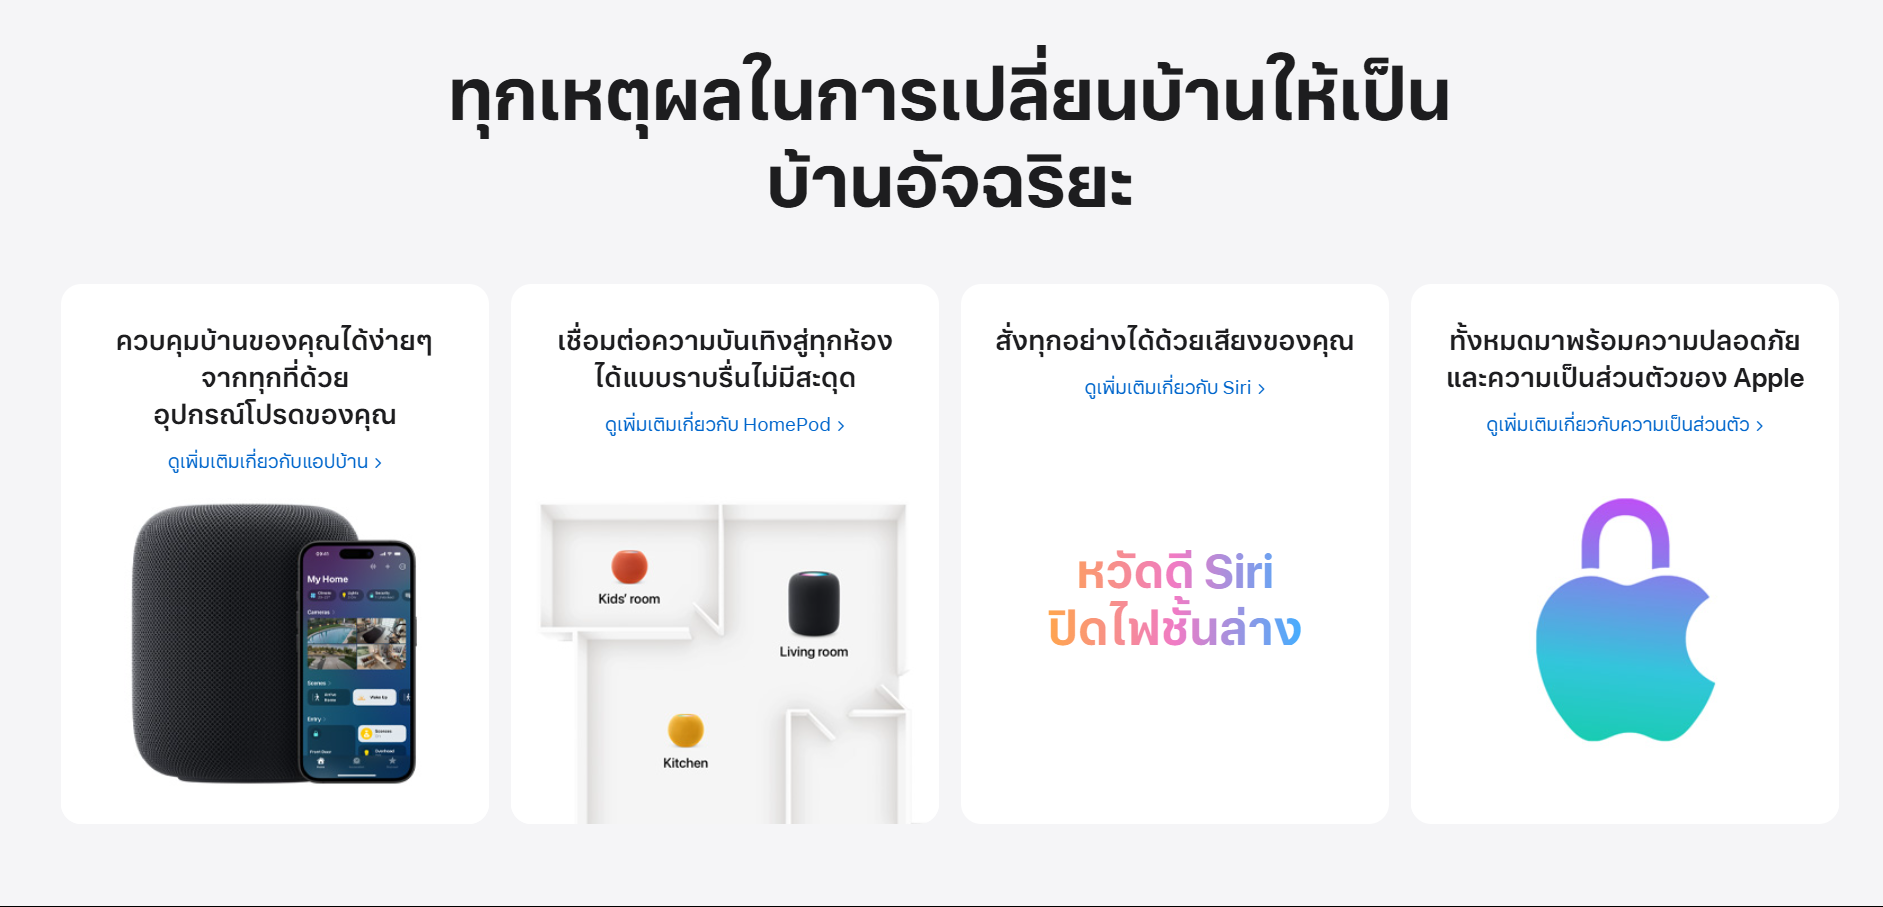 ทุกเหตุผลในการเปลี่ยนบ้านให้เป็น
บ้านอัจฉริยะ
ควบคุมบ้านของคุณได้ง่ายๆ
จากทุกที่ด้วย
อุปกรณ์โปรดของคุณ
ดูเพิ่มเติมเกี่ยวกับแอปบ้าน >
09:41
My Home
Climate
Lights
Security
Cameras >
Scenes >
Arrive Home
Wake Up
Entry >
Sconces
Front Door
Overhead
เชื่อมต่อความบันเทิงสู่ทุกห้อง
ได้แบบราบรื่นไม่มีสะดุด
ดูเพิ่มเติมเกี่ยวกับ HomePod >
Kids' room
Living room
Kitchen
สั่งทุกอย่างได้ด้วยเสียงของคุณ
ดูเพิ่มเติมเกี่ยวกับ Siri >
หวัดดี Siri
ปิดไฟชั้นล่าง
ทั้งหมดมาพร้อมความปลอดภัย
และความเป็นส่วนตัวของ Apple
ดูเพิ่มเติมเกี่ยวกับความเป็นส่วนตัว >